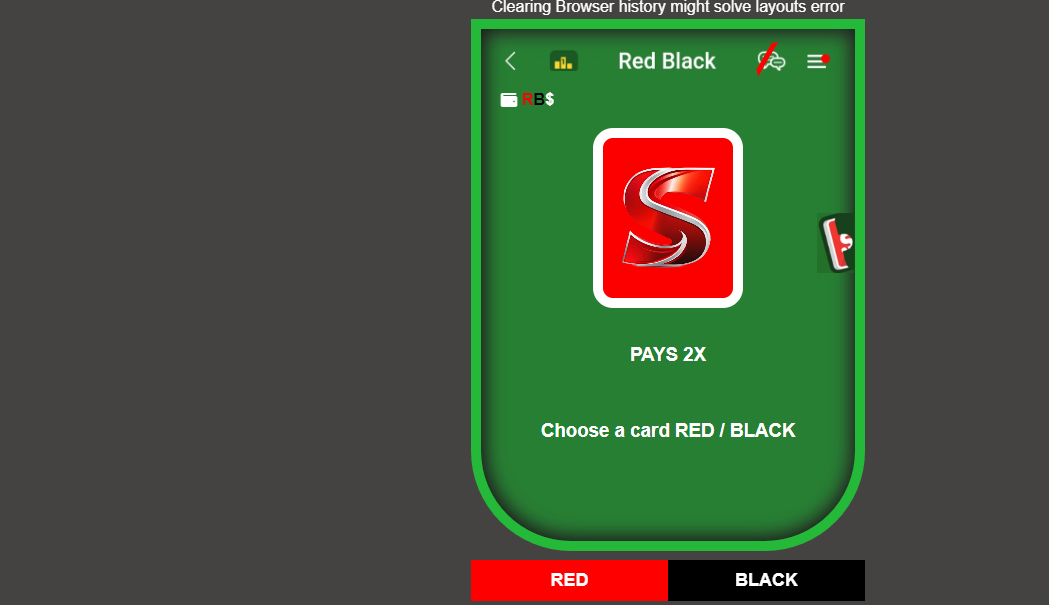 Clearing Browser history might solve layouts error
Red Black
RB$
S
PAYS 2X
Choose a card RED / BLACK
RED
BLACK